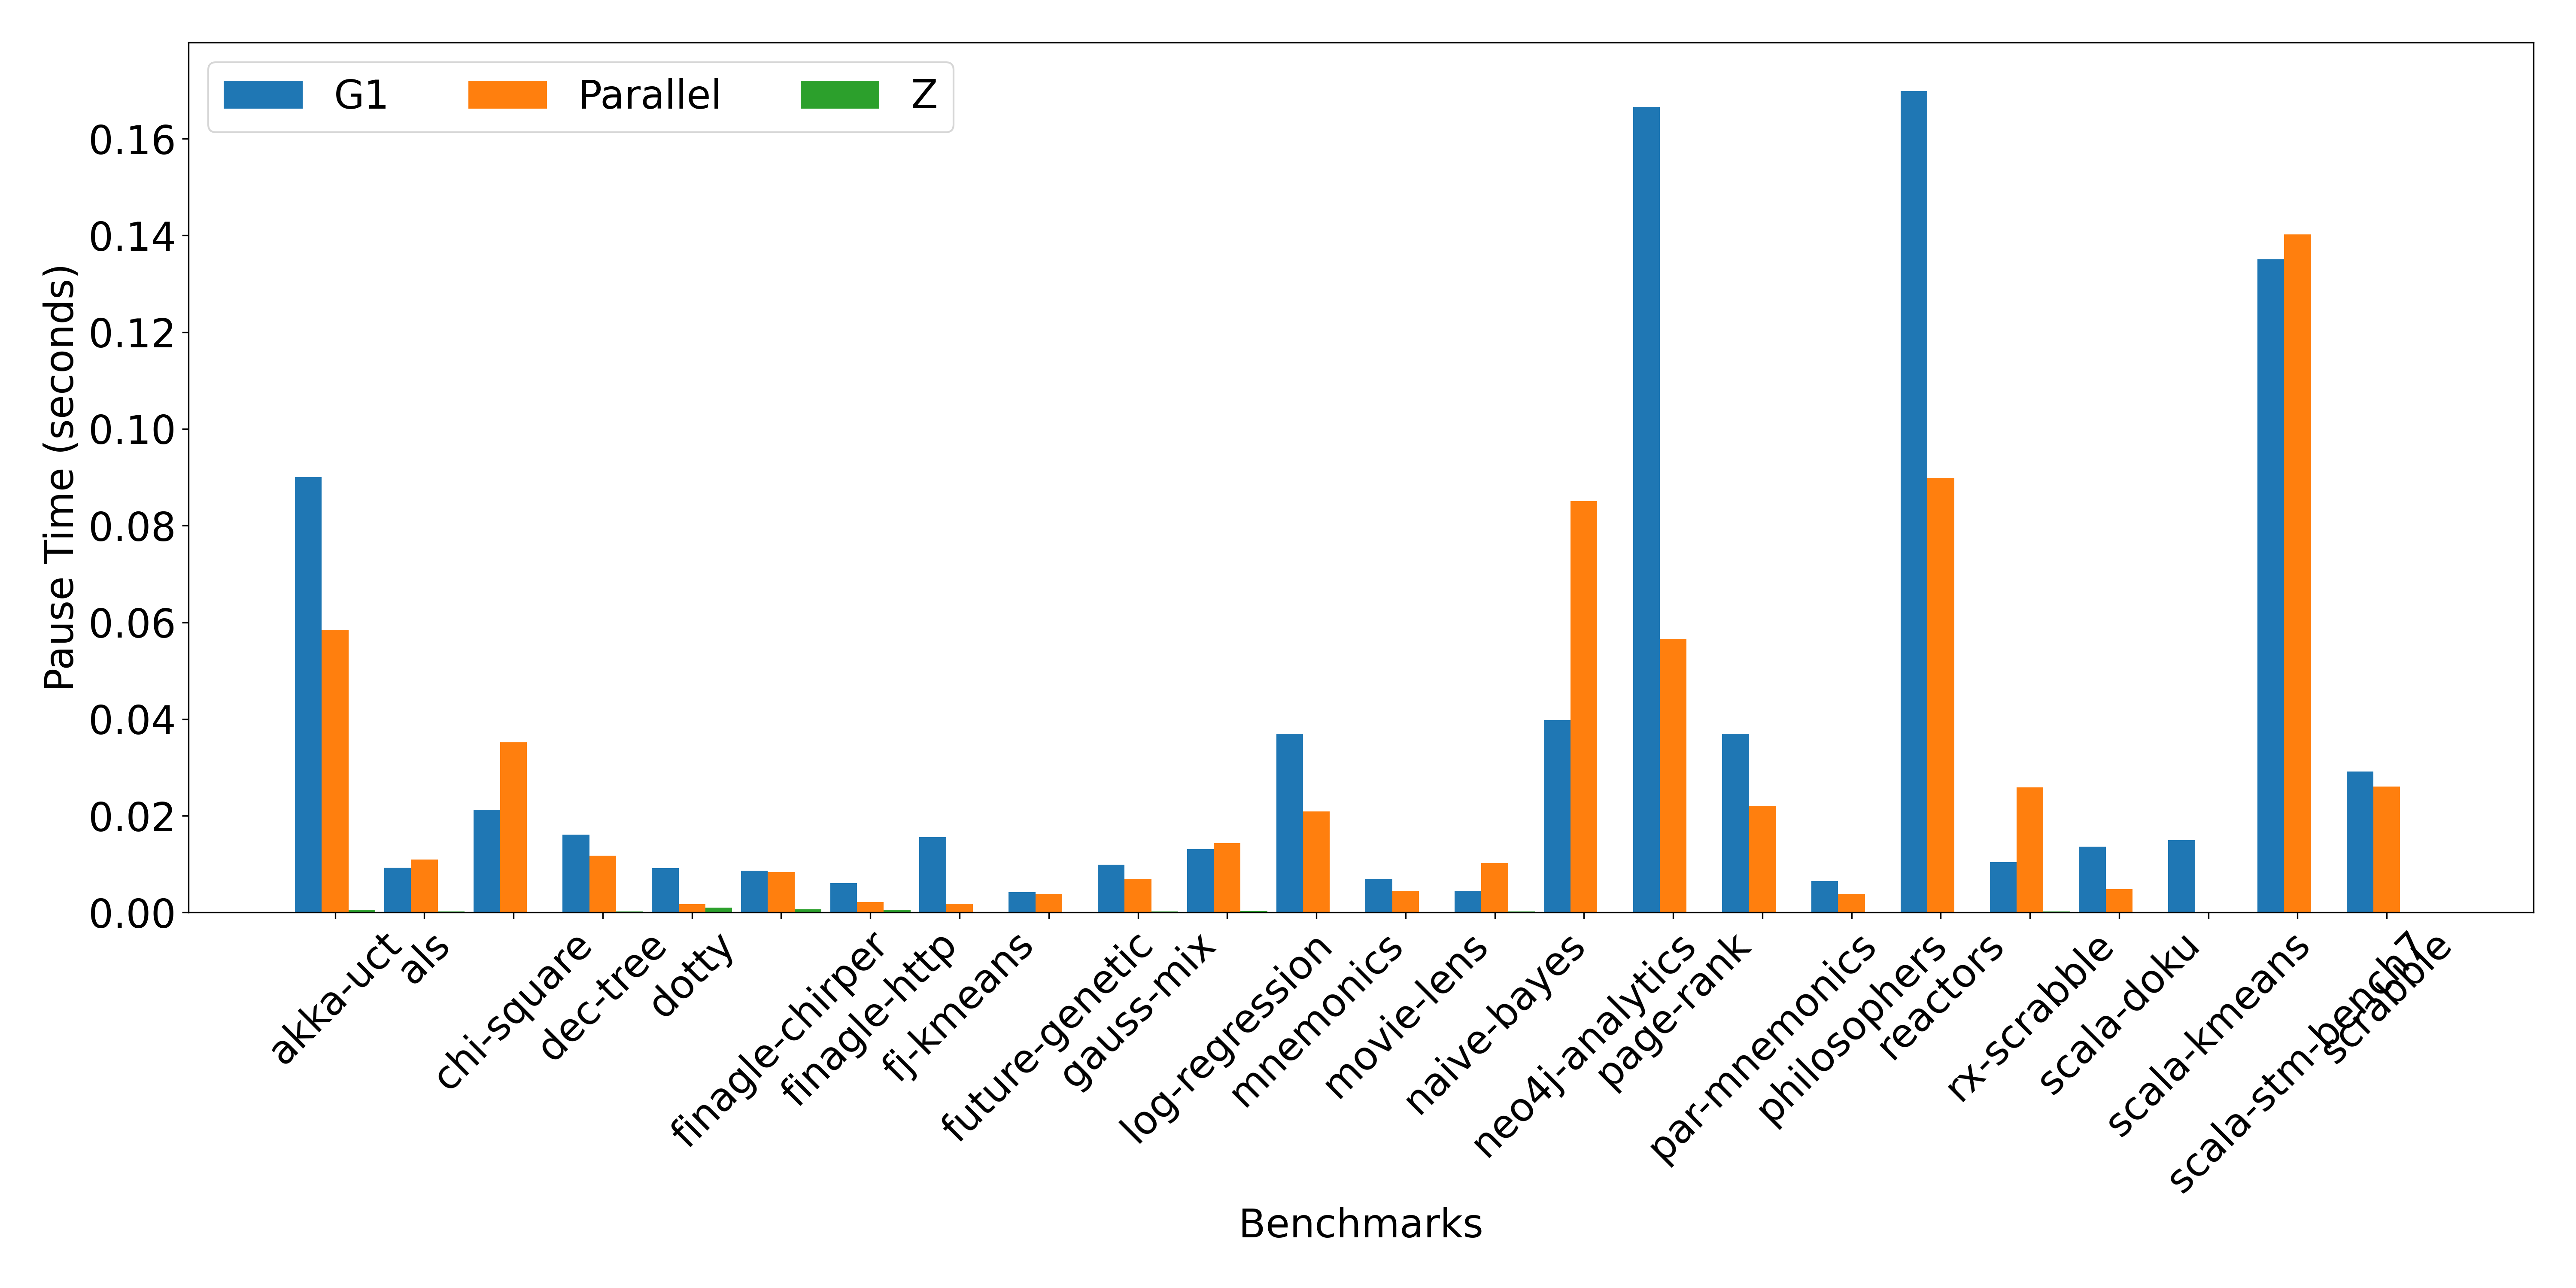 G1 Parallel Z
Pause Time (seconds)
0.16
0.14
0.12
0.10
0.08
0.06
0.04
0.02
0.00
akka-uct
als
chi-square
dec-tree
dotty
finagle-chirper
finagle-http
fj-kmeans
future-genetic
gauss-mix
log-regression
mnemonics
movie-lens
naive-bayes
neo4j-analytics
page-rank
par-mnemonics
philosophers
reactors
rx-scrabble
scala-doku
scala-kmeans
scala-stm-bench7
scrabble
Benchmarks